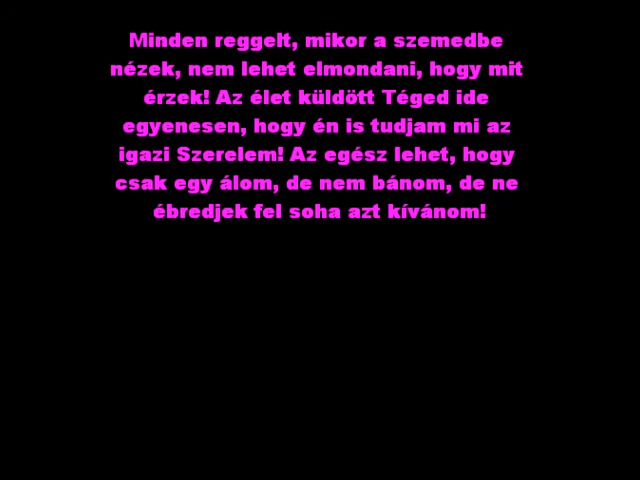 Minden reggelt, mikor a szemedbe
nézek, nem lehet elmondani, hogy mit
érzek! Az élet küldött Téged ide
egyenesen, hogy én is tudjam mi az
igazi Szerelem! Az egész lehet, hogy
csak egy álom, de nem bánom, de ne
ébredjek fel soha azt kívánom!